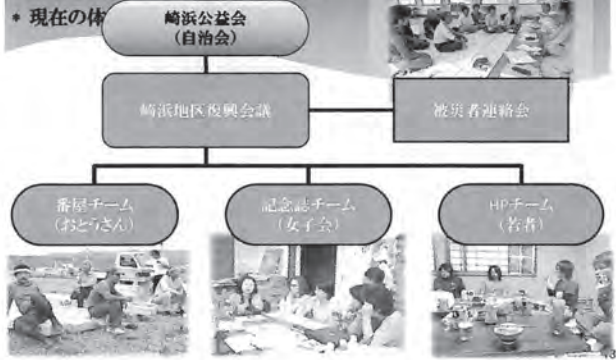 * 現在の体
崎浜公益会
(自治会)
崎浜地区復興会議
被災者連絡会
番屋チーム
(おとうさん)
記念誌チーム
(女子会)
HPチーム
(若者)